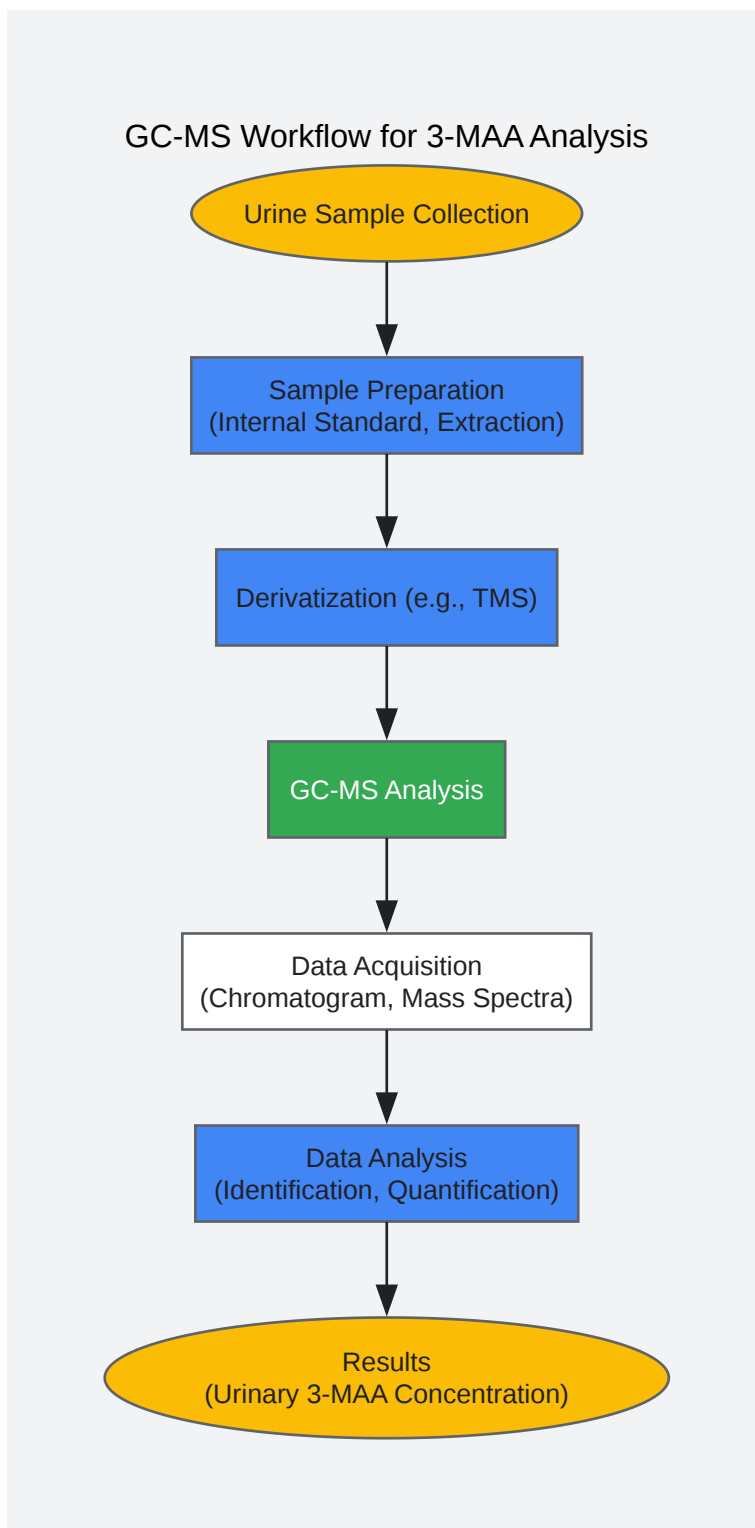 GC-MS Workflow for 3-MAA Analysis
Urine Sample Collection
Sample Preparation
(Internal Standard, Extraction)
Derivatization (e.g., TMS)
GC-MS Analysis
Data Acquisition
(Chromatogram, Mass Spectra)
Data Analysis
(Identification, Quantification)
Results
(Urinary 3-MAA Concentration)